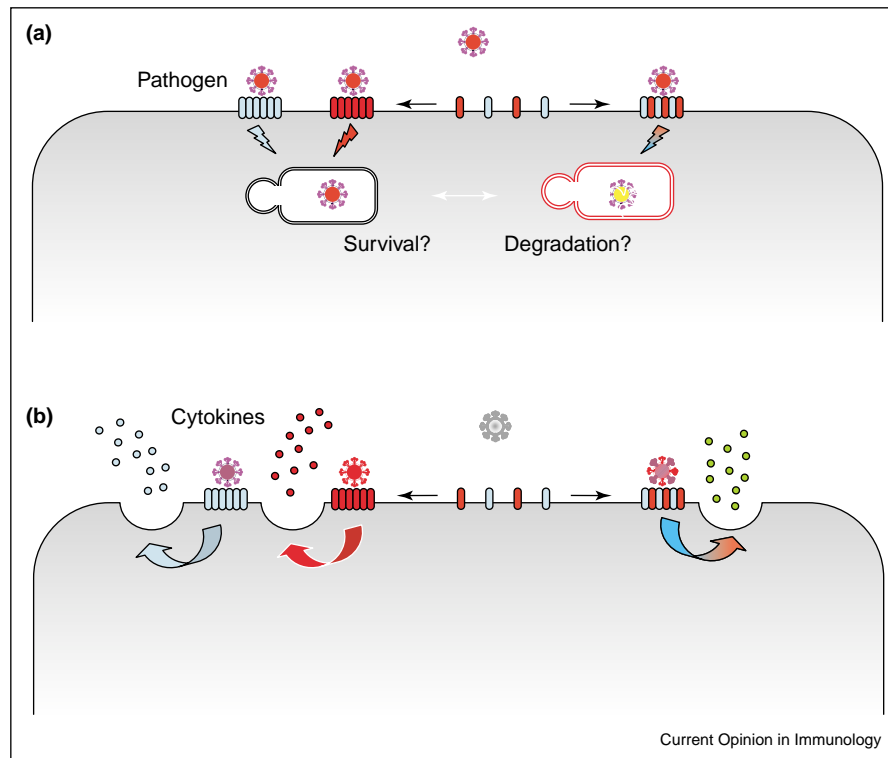 (a)
Pathogen
Survival? Degradation?
(b)
Cytokines
Current Opinion in Immunology